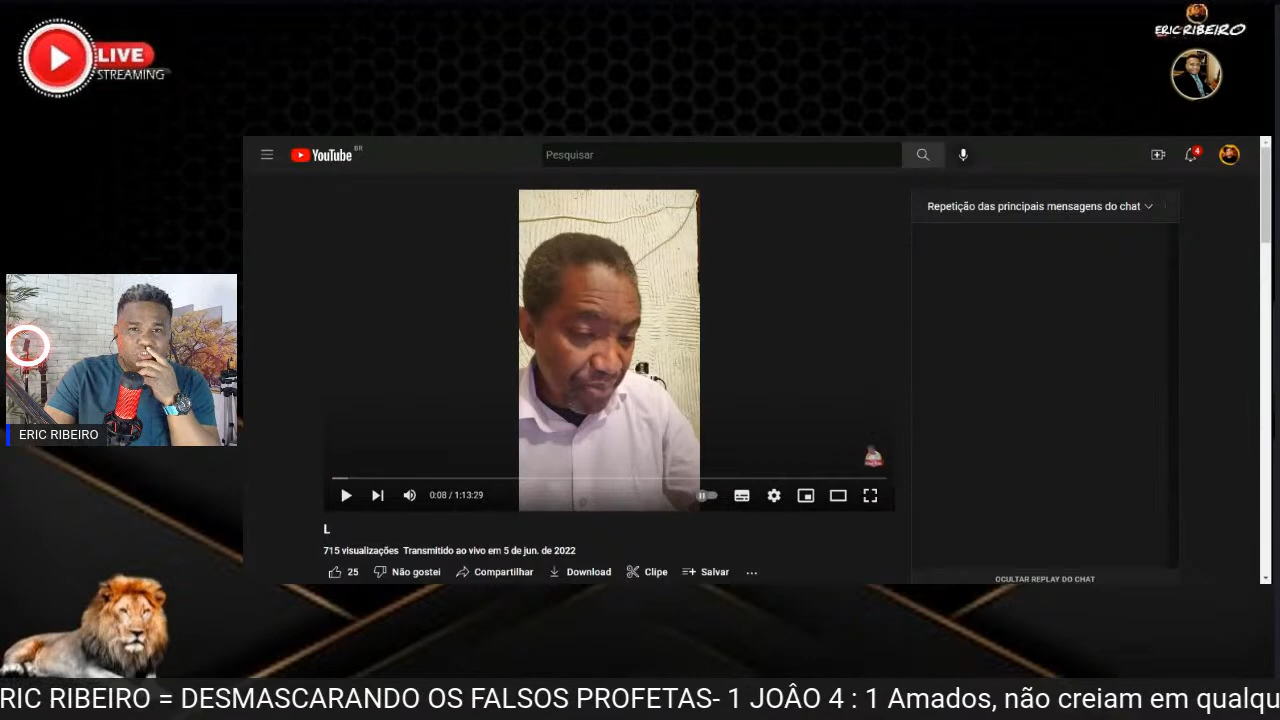 LIVE
STREAMING
ERIC RIBEIRO
YouTube BR
Pesquisar
4
Repetição das principais mensagens do chat
0:08 / 1:13:29
L
715 visualizações Transmitido ao vivo em 5 de jun. de 2022
25 Não gostei Compartilhar Download Clipe Salvar ...
OCULTAR REPLAY DO CHAT
ERIC RIBEIRO
RIC RIBEIRO = DESMASCARANDO OS FALSOS PROFETAS- 1 JOÂO 4 : 1 Amados, não creiam em qualqu